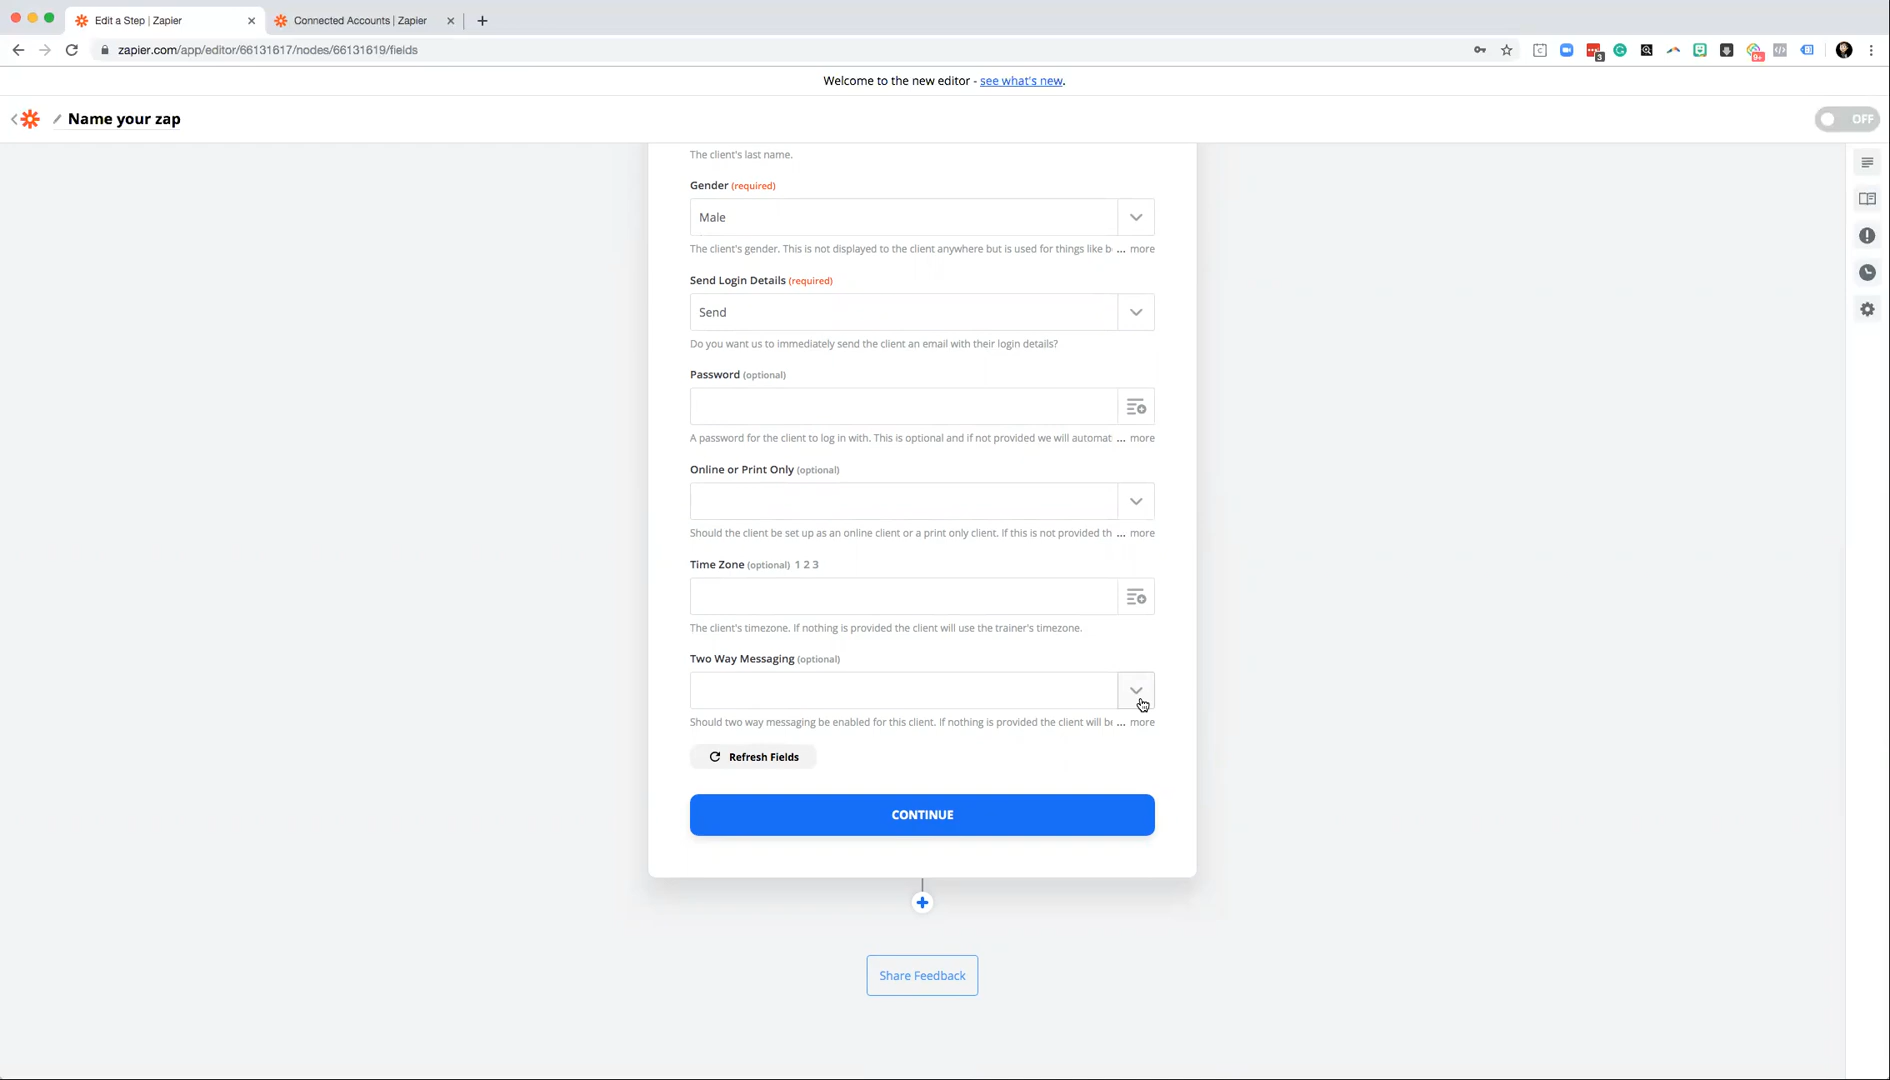 Edit a Step | Zapier
Connected Accounts | Zapier
zapier.com/app/editor/66131617/nodes/66131619/fields
3
9+
Welcome to the new editor - see what's new.
Name your zap
OFF
The client's last name.
Gender (required)
Male
The client's gender. This is not displayed to the client anywhere but is used for things like b ... more
Send Login Details (required)
Send
Do you want us to immediately send the client an email with their login details?
Password (optional)
A password for the client to log in with. This is optional and if not provided we will automat ... more
Online or Print Only (optional)
Should the client be set up as an online client or a print only client. If this is not provided th ... more
Time Zone (optional) 1 2 3
The client's timezone. If nothing is provided the client will use the trainer's timezone.
Two Way Messaging (optional)
Should two way messaging be enabled for this client. If nothing is provided the client will be ... more
Refresh Fields
CONTINUE
Share Feedback